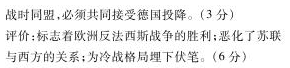 战时同盟,必须共同接受德国投降。(3 分)
评价:标志着欧洲反法西斯战争的胜利;恶化了苏联
与西方的关系;为冷战格局埋下伏笔。(6 分)